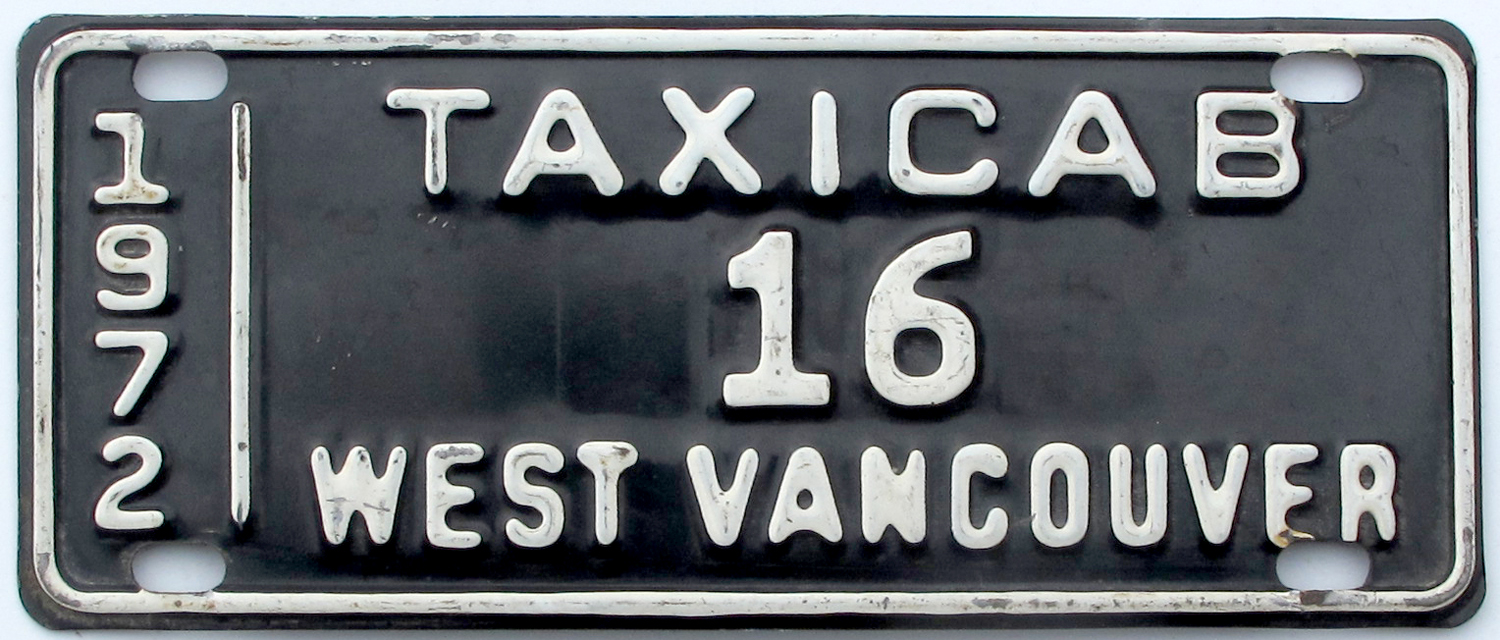 1972
TAXICAB
16
WEST VANCOUVER